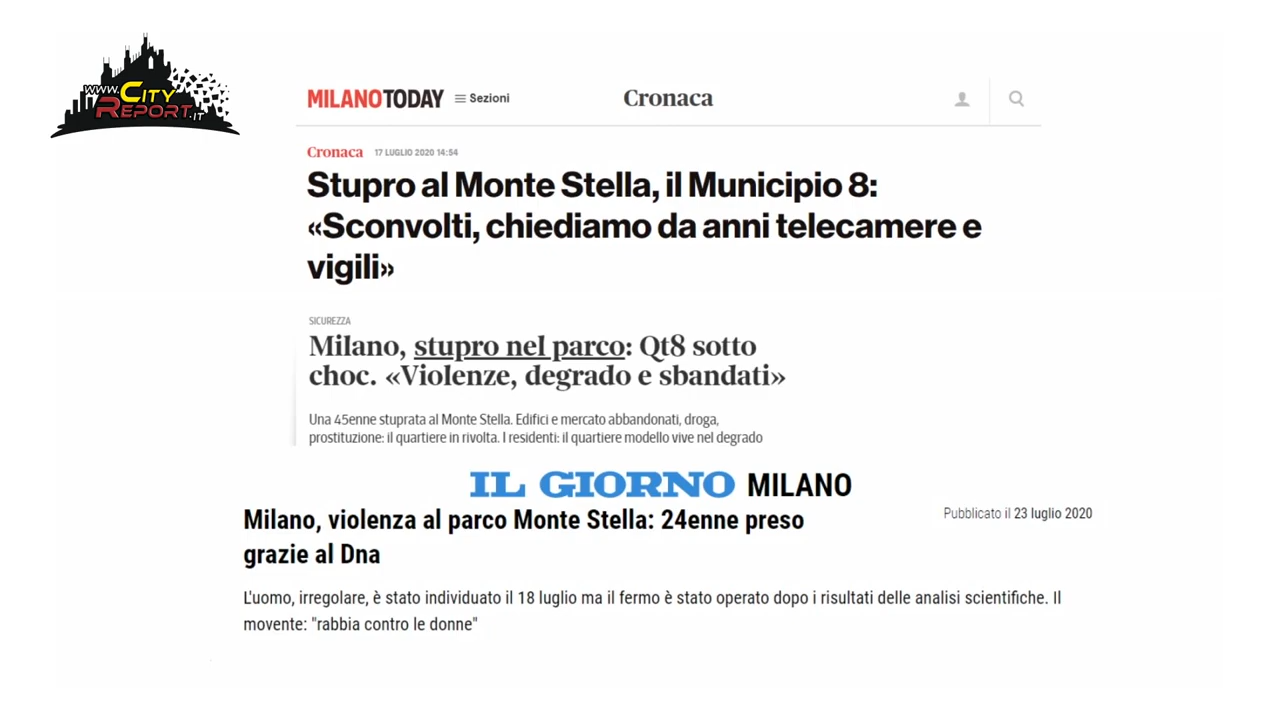 www.CITY
REPORT.IT
MILANOTODAY Sezioni Cronaca
Cronaca 17 LUGLIO 2020 14:54
Stupro al Monte Stella, il Municipio 8:
«Sconvolti, chiediamo da anni telecamere e
vigili»
SICUREZZA
Milano, stupro nel parco: Qt8 sotto
choc. «Violenze, degrado e sbandati»
Una 45enne stuprata al Monte Stella. Edifici e mercato abbandonati, droga,
prostituzione: il quartiere in rivolta. I residenti: il quartiere modello vive nel degrado
IL GIORNO MILANO
Milano, violenza al parco Monte Stella: 24enne preso
grazie al Dna
Pubblicato il 23 luglio 2020
L'uomo, irregolare, è stato individuato il 18 luglio ma il fermo è stato operato dopo i risultati delle analisi scientifiche. Il
movente: "rabbia contro le donne"